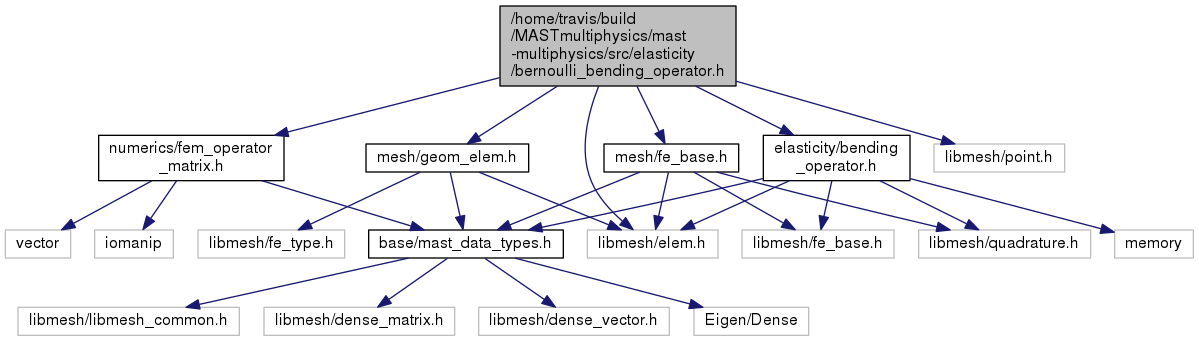 /home/travis/build
/MASTmultiphysics/mast
-multiphysics/src/elasticity
/bernoulli_bending_operator.h
numerics/fem_operator
_matrix.h
mesh/geom_elem.h
mesh/fe_base.h
elasticity/bending
_operator.h
libmesh/point.h
vector
iomanip
libmesh/fe_type.h
base/mast_data_types.h
libmesh/elem.h
libmesh/fe_base.h
libmesh/quadrature.h
memory
libmesh/libmesh_common.h
libmesh/dense_matrix.h
libmesh/dense_vector.h
Eigen/Dense